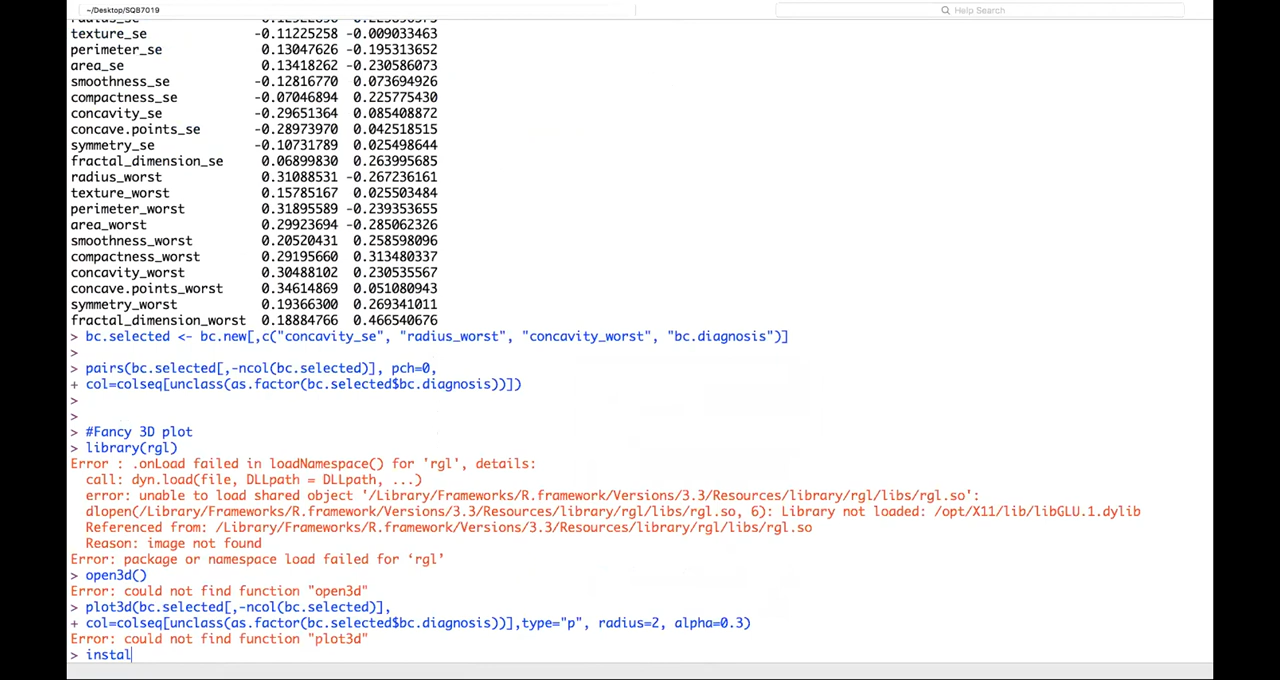 ~/Desktop/SQB7019
Help Search
texture_se -0.11225258 -0.009033463
perimeter_se 0.13047626 -0.195313652
area_se 0.13418262 -0.230586073
smoothness_se -0.12816770 0.073694926
compactness_se -0.07046894 0.225775430
concavity_se -0.29651364 0.085408872
concave.points_se -0.28973970 0.042518515
symmetry_se -0.10731789 0.025498644
fractal_dimension_se 0.06899830 0.263995685
radius_worst 0.31088531 -0.267236161
texture_worst 0.15785167 0.025503484
perimeter_worst 0.31895589 -0.239353655
area_worst 0.29923694 -0.285062326
smoothness_worst 0.20520431 0.258598096
compactness_worst 0.29195660 0.313480337
concavity_worst 0.30488102 0.230535567
concave.points_worst 0.34614869 0.051080943
symmetry_worst 0.19366300 0.269341011
fractal_dimension_worst 0.18884766 0.466540676
> bc.selected <- bc.new[,c("concavity_se", "radius_worst", "concavity_worst", "bc.diagnosis")]
>
> pairs(bc.selected[,-ncol(bc.selected)], pch=0,
+ col=colseq[unclass(as.factor(bc.selected$bc.diagnosis))])
>
>
> #Fancy 3D plot
> library(rgl)
Error : .onLoad failed in loadNamespace() for 'rgl', details:
call: dyn.load(file, DLLpath = DLLpath, ...)
error: unable to load shared object '/Library/Frameworks/R.framework/Versions/3.3/Resources/library/rgl/libs/rgl.so':
dlopen(/Library/Frameworks/R.framework/Versions/3.3/Resources/library/rgl/libs/rgl.so, 6): Library not loaded: /opt/X11/lib/libGLU.1.dylib
Referenced from: /Library/Frameworks/R.framework/Versions/3.3/Resources/library/rgl/libs/rgl.so
Reason: image not found
Error: package or namespace load failed for ‘rgl’
> open3d()
Error: could not find function "open3d"
> plot3d(bc.selected[,-ncol(bc.selected)],
+ col=colseq[unclass(as.factor(bc.selected$bc.diagnosis))],type="p", radius=2, alpha=0.3)
Error: could not find function "plot3d"
> instal